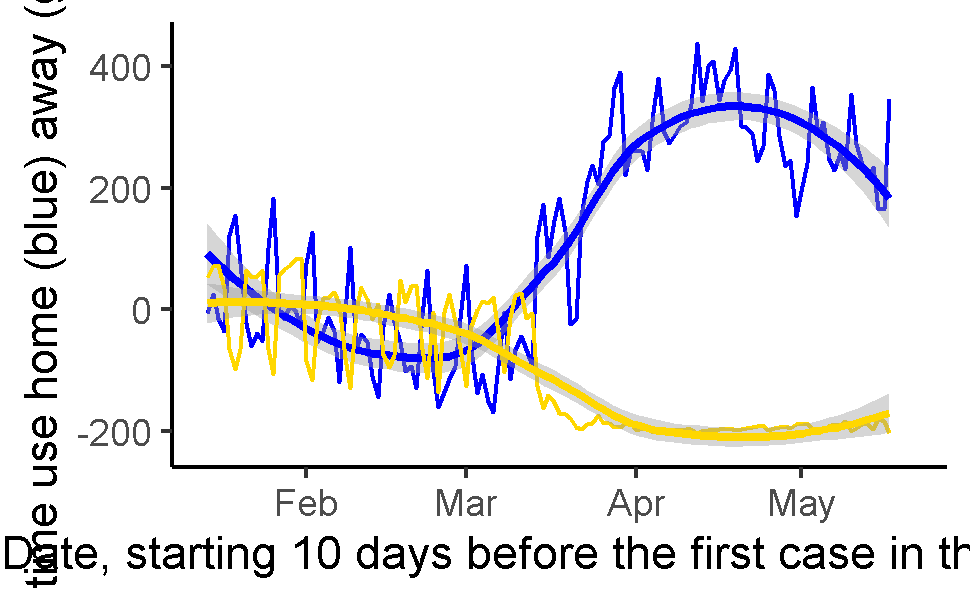 time use home (blue) away (
400
200
0
-200
Feb Mar Apr May
Date, starting 10 days before the first case in th